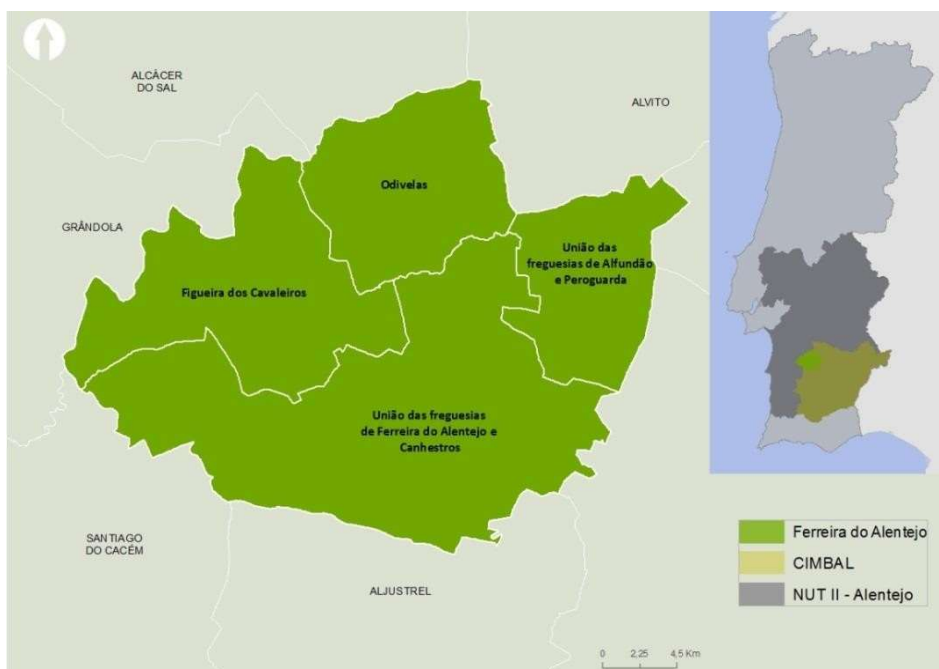 ALCÀCER
DO SAL
ALVITO
Odivelas
GRÂNDOLA
União das
freguesias de Alfundão
e Peroguarda
Figueira dos Cavaleiros
União das freguesias
de Ferreira do Alentejo e
Canhestros
SANTIAGO
DO CACÉM
ALJUSTREL
Ferreira do Alentejo
CIMBAL
NUT II - Alentejo
0 2,25 4,5 Km